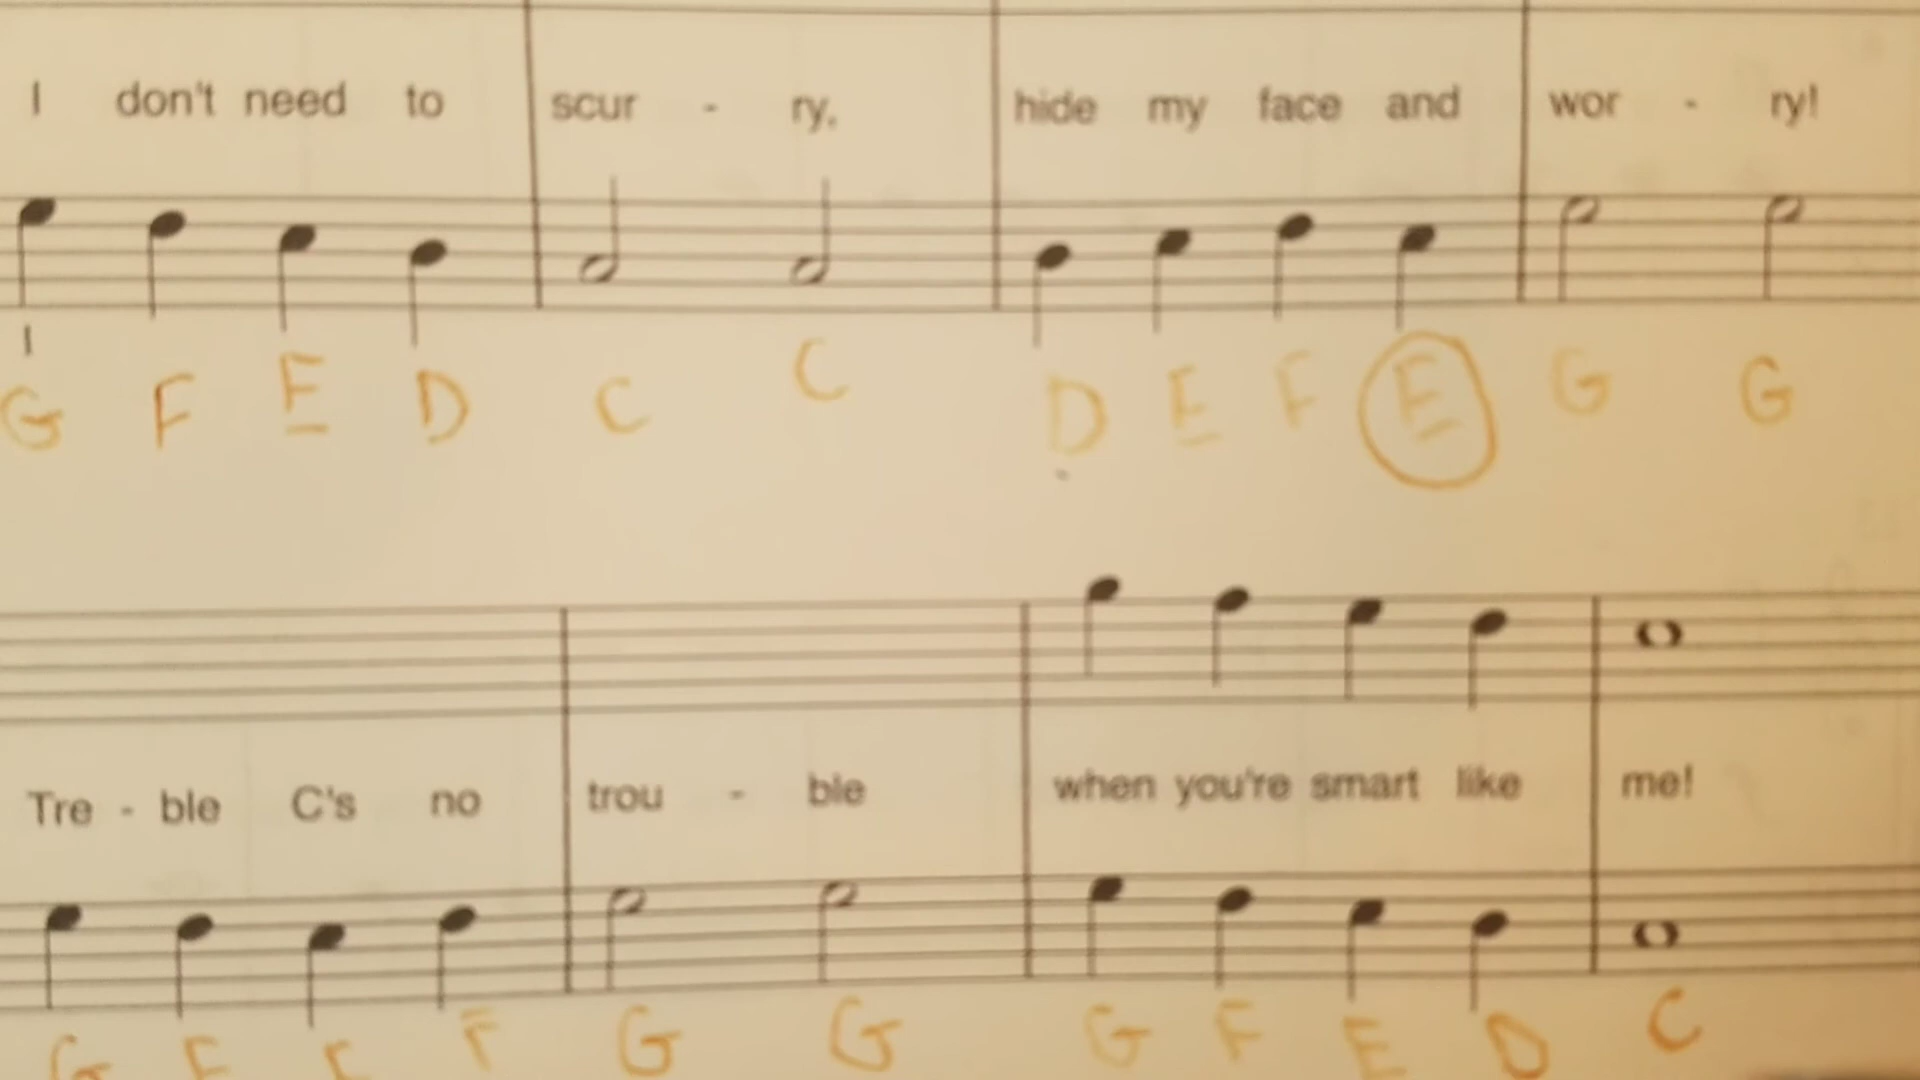 I don't need to scur - ry, hide my face and wor - ry!
1
G F E D C C D E F E G G
Tre - ble C's no trou - ble when you're smart like me!
G F E F G G G F E D C